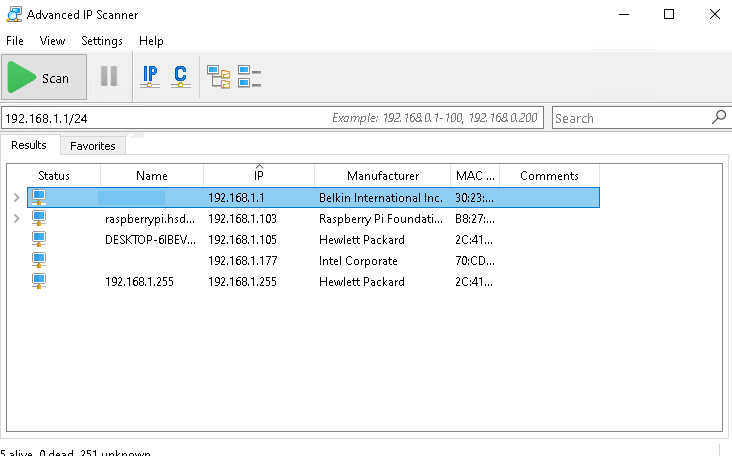 Advanced IP Scanner
File View Settings Help
Scan IP C
192.168.1.1/24 Example: 192.168.0.1-100, 192.168.0.200 Search
Results Favorites
Status Name IP Manufacturer MAC ... Comments
192.168.1.1 Belkin International Inc. 30:23:...
raspberrypi.hsd... 192.168.1.103 Raspberry Pi Foundati... B8:27:...
DESKTOP-6IBEV... 192.168.1.105 Hewlett Packard 2C:41...
192.168.1.177 Intel Corporate 70:CD...
192.168.1.255 192.168.1.255 Hewlett Packard 2C:41...
5 alive, 0 dead, 251 unknown